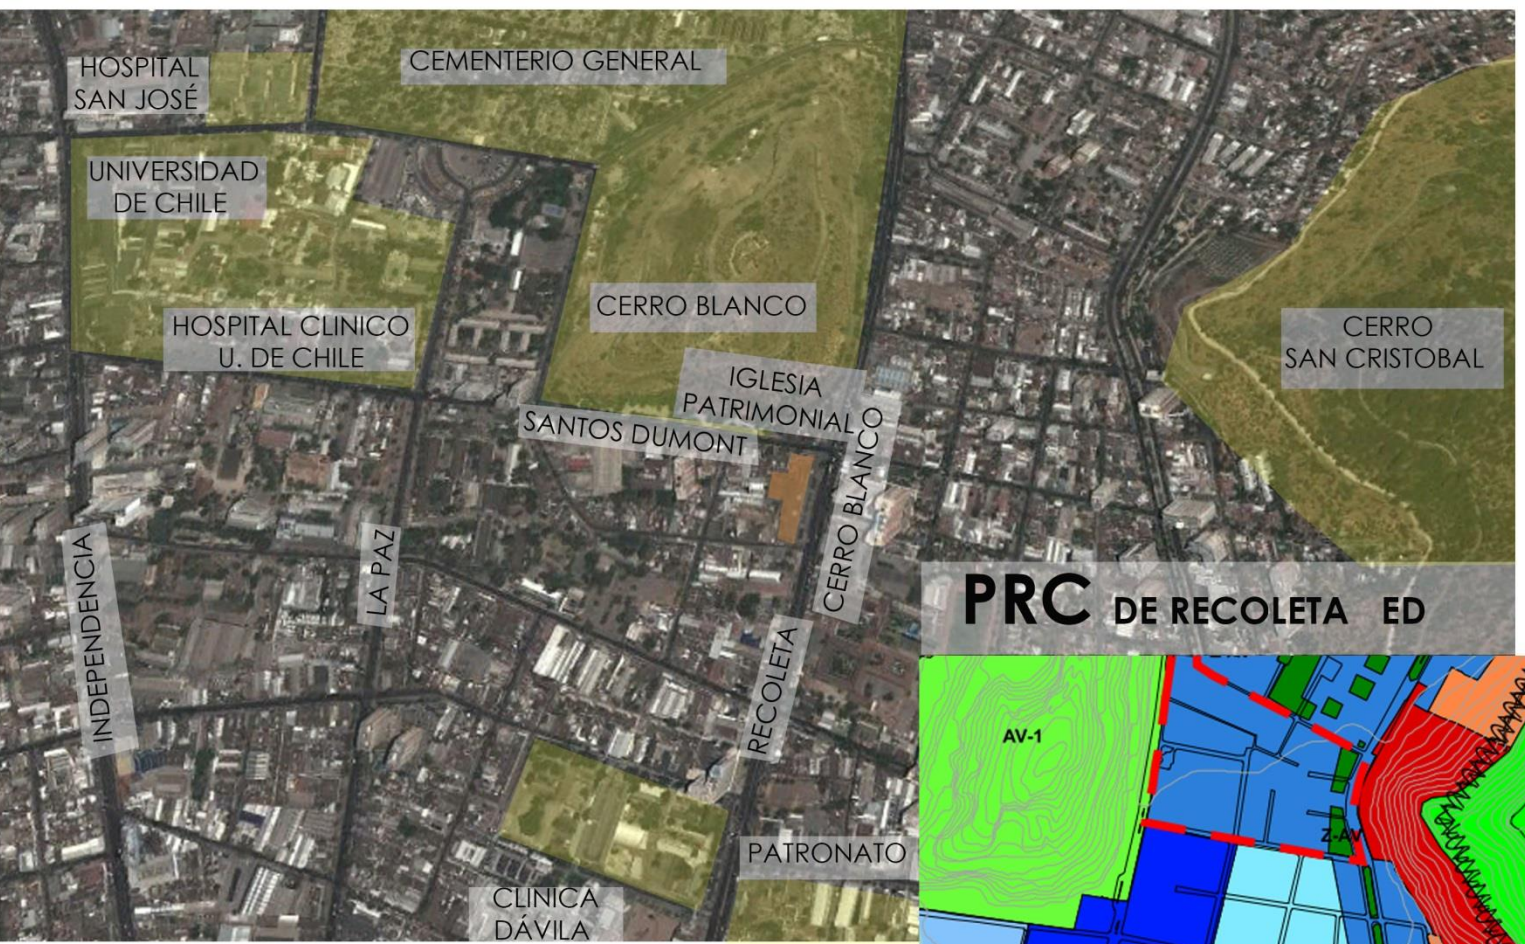 HOSPITAL
SAN JOSÉ
CEMENTERIO GENERAL
UNIVERSIDAD
DE CHILE
HOSPITAL CLINICO
U. DE CHILE
CERRO BLANCO
IGLESIA
PATRIMONIAL
SANTOS DUMONT
CERRO BLANCO
CERRO
SAN CRISTOBAL
INDEPENDENCIA
LA PAZ
RECOLETA
PATRONATO
CLINICA
DÁVILA
PRC DE RECOLETA ED
AV-1
Z-AV